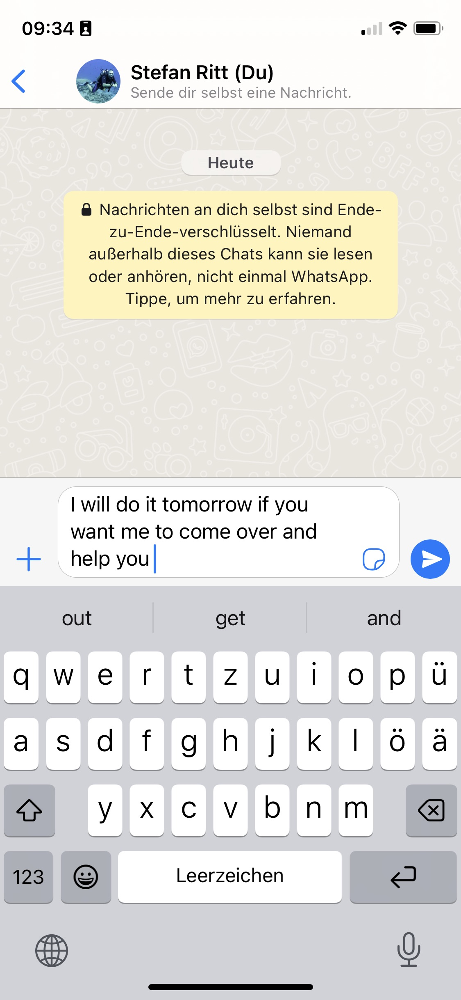 09:34
Stefan Ritt (Du)
Sende dir selbst eine Nachricht.
Heute
Nachrichten an dich selbst sind Ende-
zu-Ende-verschlüsselt. Niemand
außerhalb dieses Chats kann sie lesen
oder anhören, nicht einmal WhatsApp.
Tippe, um mehr zu erfahren.
I will do it tomorrow if you
want me to come over and
help you
out get and
q w e r t z u i o p ü
a s d f g h j k l ö ä
y x c v b n m
123 Leerzeichen